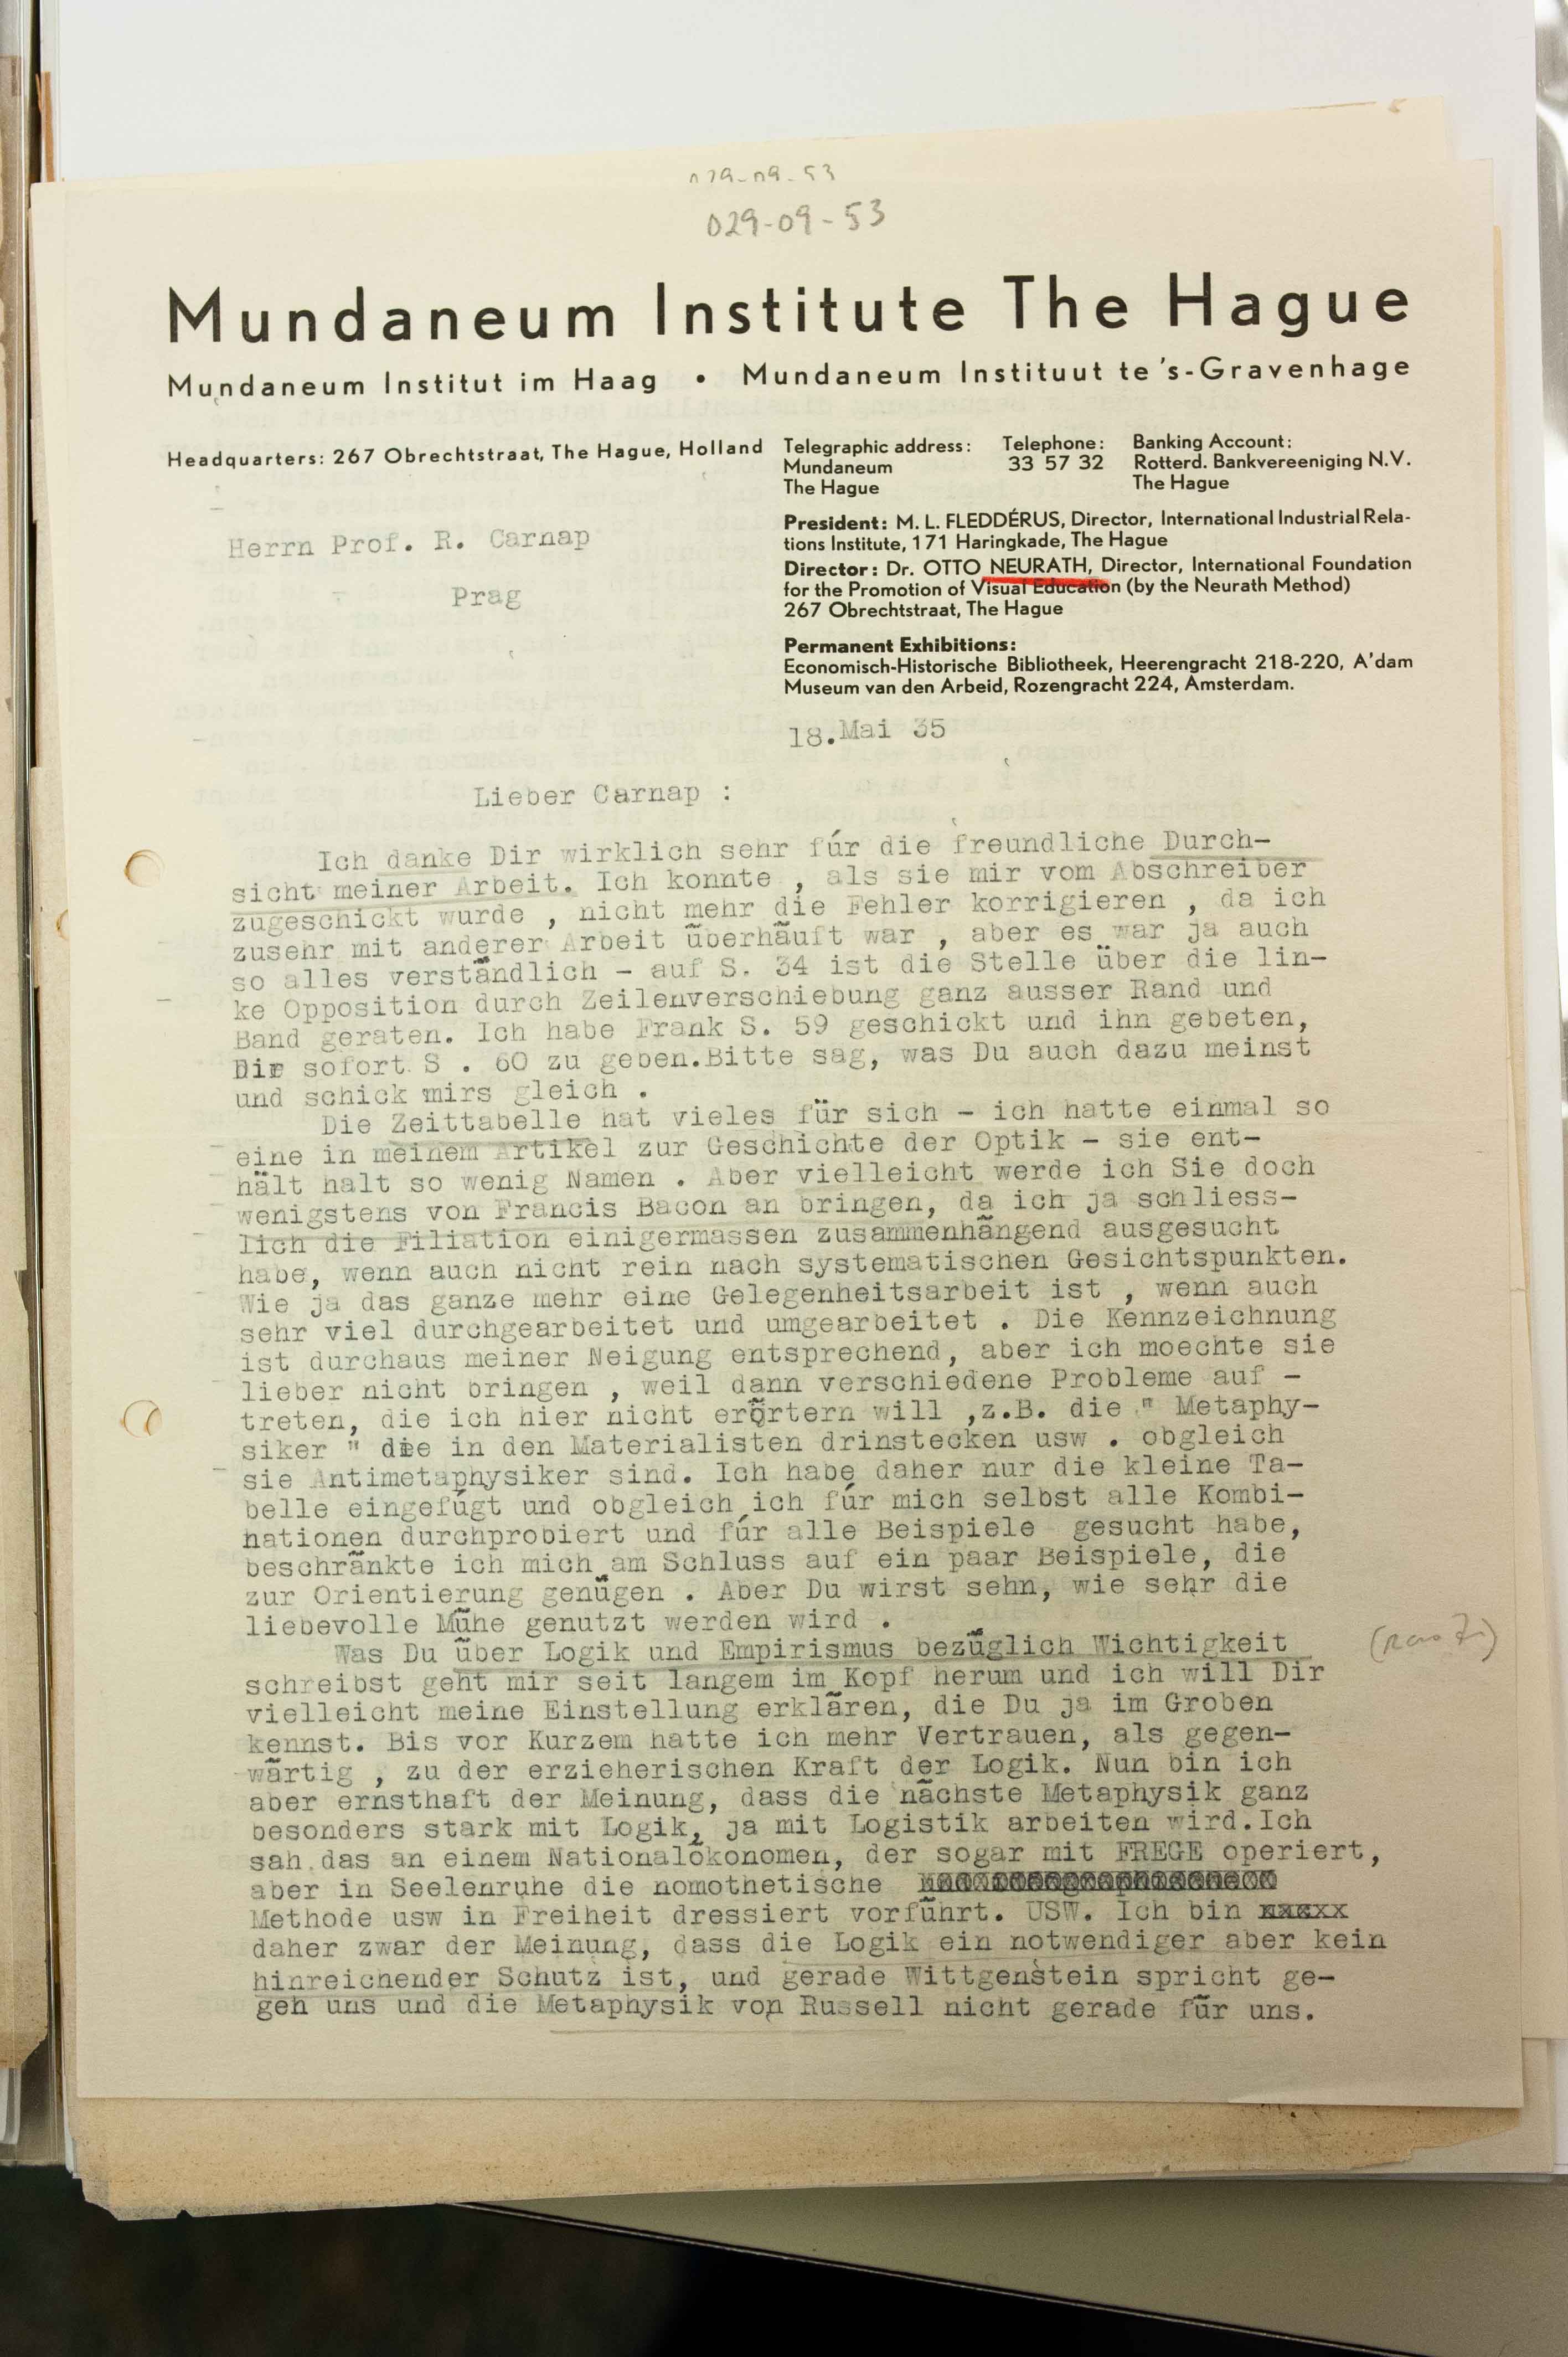 029-09-53
029-09-53
Mundaneum Institute The Hague
Mundaneum Institut im Haag • Mundaneum Instituut te 's-Gravenhage
Headquarters: 267 Obrechtstraat, The Hague, Holland
Telegraphic address:
Mundaneum
The Hague
Telephone:
33 57 32
Banking Account:
Rotterd. Bankvereeniging N.V.
The Hague
President: M. L. FLEDDÉRUS, Director, International Industrial Rela-
tions Institute, 171 Haringkade, The Hague
Director: Dr. OTTO NEURATH, Director, International Foundation
for the Promotion of Visual Education (by the Neurath Method)
267 Obrechtstraat, The Hague
Permanent Exhibitions:
Economisch-Historische Bibliotheek, Heerengracht 218-220, A'dam
Museum van den Arbeid, Rozengracht 224, Amsterdam.
Herrn Prof. R. Carnap
Prag
18. Mai 35
Lieber Carnap :
Ich danke Dir wirklich sehr für die freundliche Durch-
sicht meiner Arbeit. Ich konnte , als sie mir vom Abschreiber
zugeschickt wurde , nicht mehr die Fehler korrigieren , da ich
zusehr mit anderer Arbeit überhäuft war , aber es war ja auch
so alles verständlich - auf S. 34 ist die Stelle über die lin-
ke Opposition durch Zeilenverschiebung ganz ausser Rand und
Band geraten. Ich habe Frank S. 59 geschickt und ihn gebeten,
Dir sofort S . 60 zu geben.Bitte sag, was Du auch dazu meinst
und schick mirs gleich .
Die Zeittabelle hat vieles für sich - ich hatte einmal so
eine in meinem Artikel zur Geschichte der Optik - sie ent-
hält halt so wenig Namen . Aber vielleicht werde ich Sie doch
wenigstens von Francis Bacon an bringen, da ich ja schliess-
lich die Filiation einigermassen zusammenhängend ausgesucht
habe, wenn auch nicht rein nach systematischen Gesichtspunkten.
Wie ja das ganze mehr eine Gelegenheitsarbeit ist , wenn auch
sehr viel durchgearbeitet und umgearbeitet . Die Kennzeichnung
ist durchaus meiner Neigung entsprechend, aber ich moechte sie
lieber nicht bringen , weil dann verschiedene Probleme auf -
treten, die ich hier nicht erörtern will ,z.B. die " Metaphy-
siker " die in den Materialisten drinstecken usw . obgleich
sie Antimetaphysiker sind. Ich habe daher nur die kleine Ta-
belle eingefügt und obgleich ich für mich selbst alle Kombi-
nationen durchprobiert und für alle Beispiele gesucht habe,
beschränkte ich mich am Schluss auf ein paar Beispiele, die
zur Orientierung genügen . Aber Du wirst sehn, wie sehr die
liebevolle Mühe genutzt werden wird .
Was Du über Logik und Empirismus bezüglich Wichtigkeit
schreibst geht mir seit langem im Kopf herum und ich will Dir
vielleicht meine Einstellung erklären, die Du ja im Groben
kennst. Bis vor Kurzem hatte ich mehr Vertrauen, als gegen-
wärtig , zu der erzieherischen Kraft der Logik. Nun bin ich
aber ernsthaft der Meinung, dass die nächste Metaphysik ganz
besonders stark mit Logik, ja mit Logistik arbeiten wird.Ich
sah das an einem Nationalökonomen, der sogar mit FREGE operiert,
aber in Seelenruhe die nomothetische
Methode usw in Freiheit dressiert vorführt. USW. Ich bin xxxxx
daher zwar der Meinung, dass die Logik ein notwendiger aber kein
hinreichender Schutz ist, und gerade Wittgenstein spricht ge-
gen uns und die Metaphysik von Russell nicht gerade für uns.